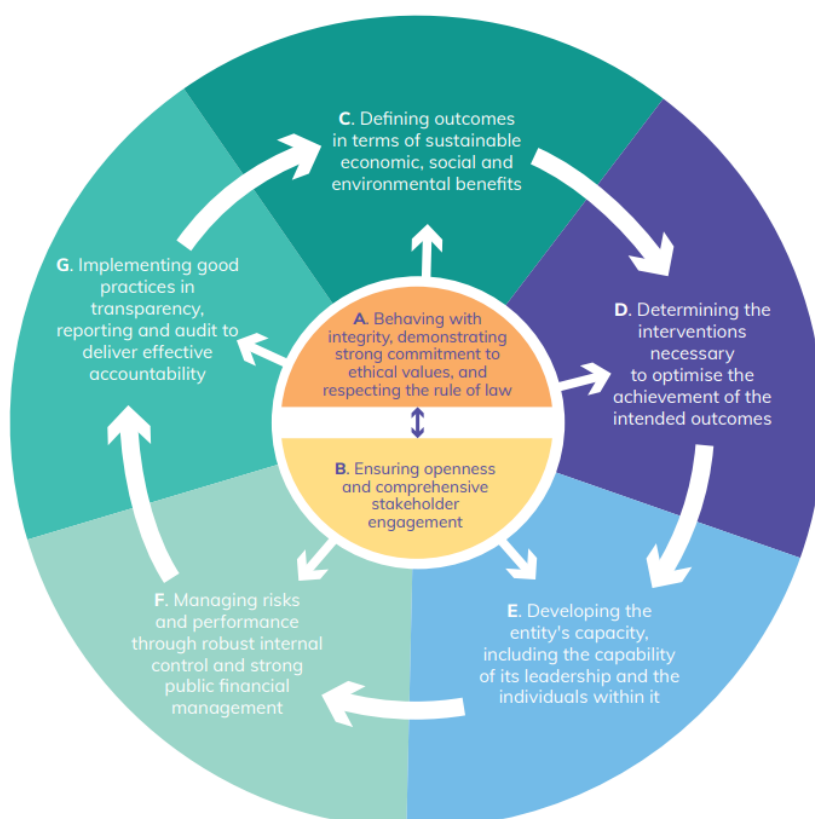 C. Defining outcomes
in terms of sustainable
economic, social and
environmental benefits
G. Implementing good
practices in
transparency,
reporting and audit to
deliver effective
accountability
A. Behaving with
integrity, demonstrating
strong commitment to
ethical values, and
respecting the rule of law
D. Determining the
interventions
necessary
to optimise the
achievement of the
intended outcomes
B. Ensuring openness
and comprehensive
stakeholder
engagement
F. Managing risks
and performance
through robust internal
control and strong
public financial
management
E. Developing the
entity's capacity,
including the capability
of its leadership and the
individuals within it